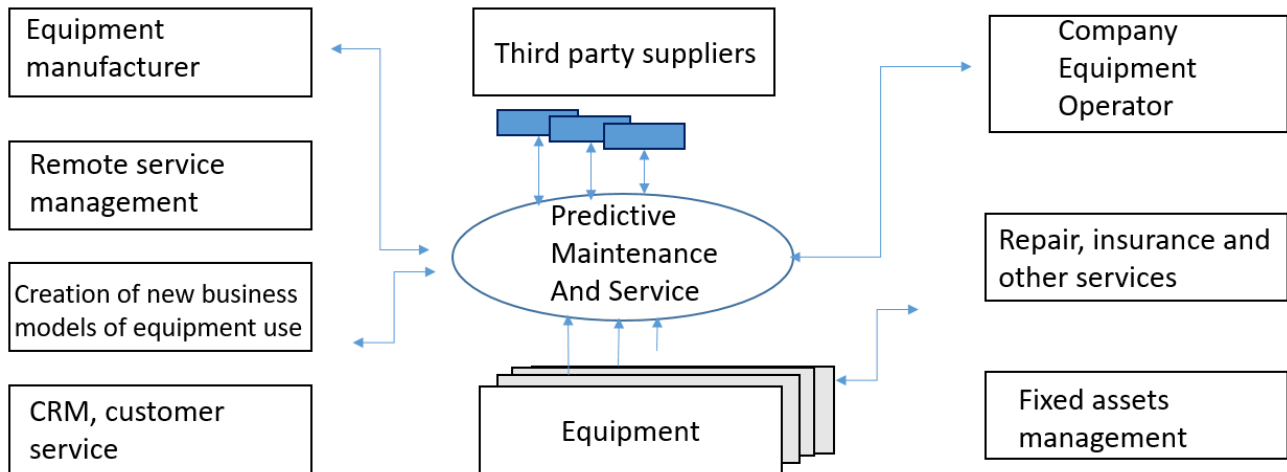 Equipment
manufacturer
Third party suppliers
Company
Equipment
Operator
Remote service
management
Predictive
Maintenance
And Service
Repair, insurance and
other services
Creation of new business
models of equipment use
CRM, customer
service
Equipment
Fixed assets
management